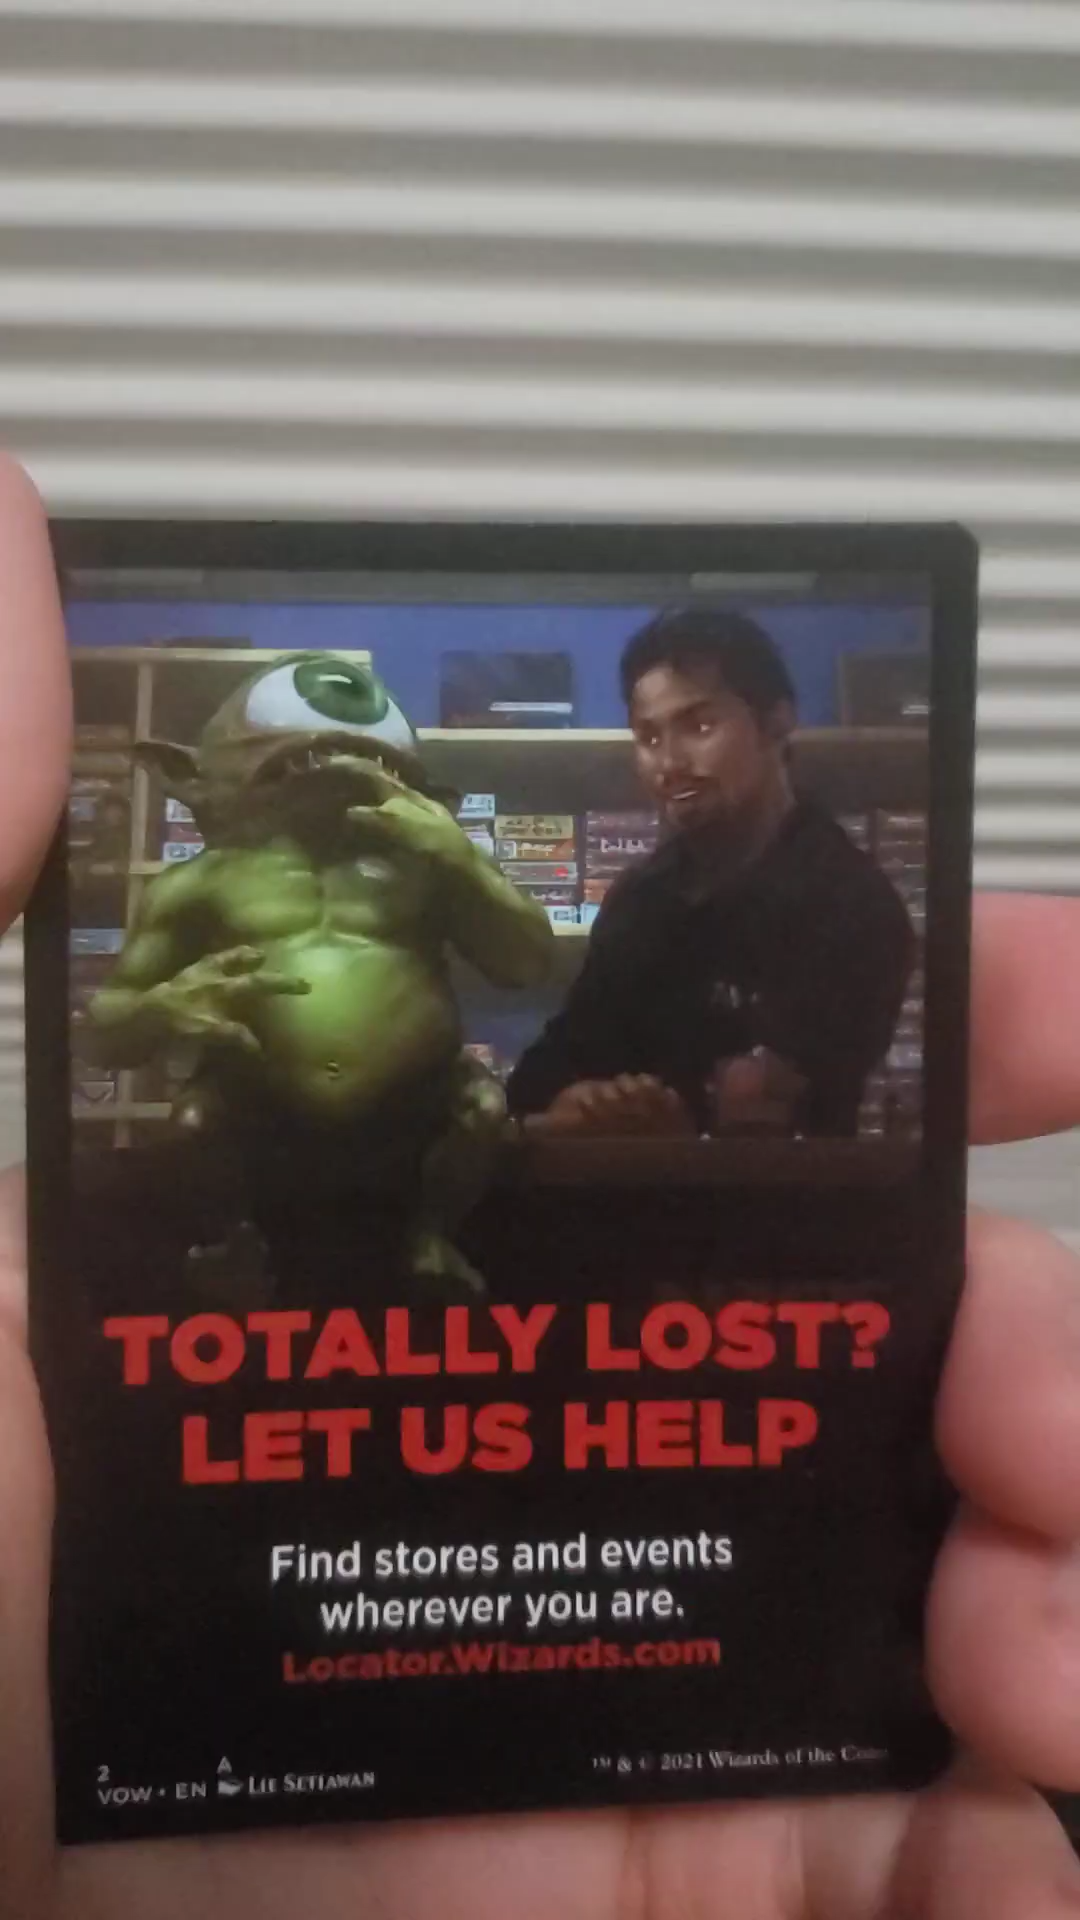 TOTALLY LOST?
LET US HELP
Find stores and events
wherever you are.
Locator.Wizards.com
2 A
VOW • EN LIE SETIAWAN
™ & © 2021 Wizards of the